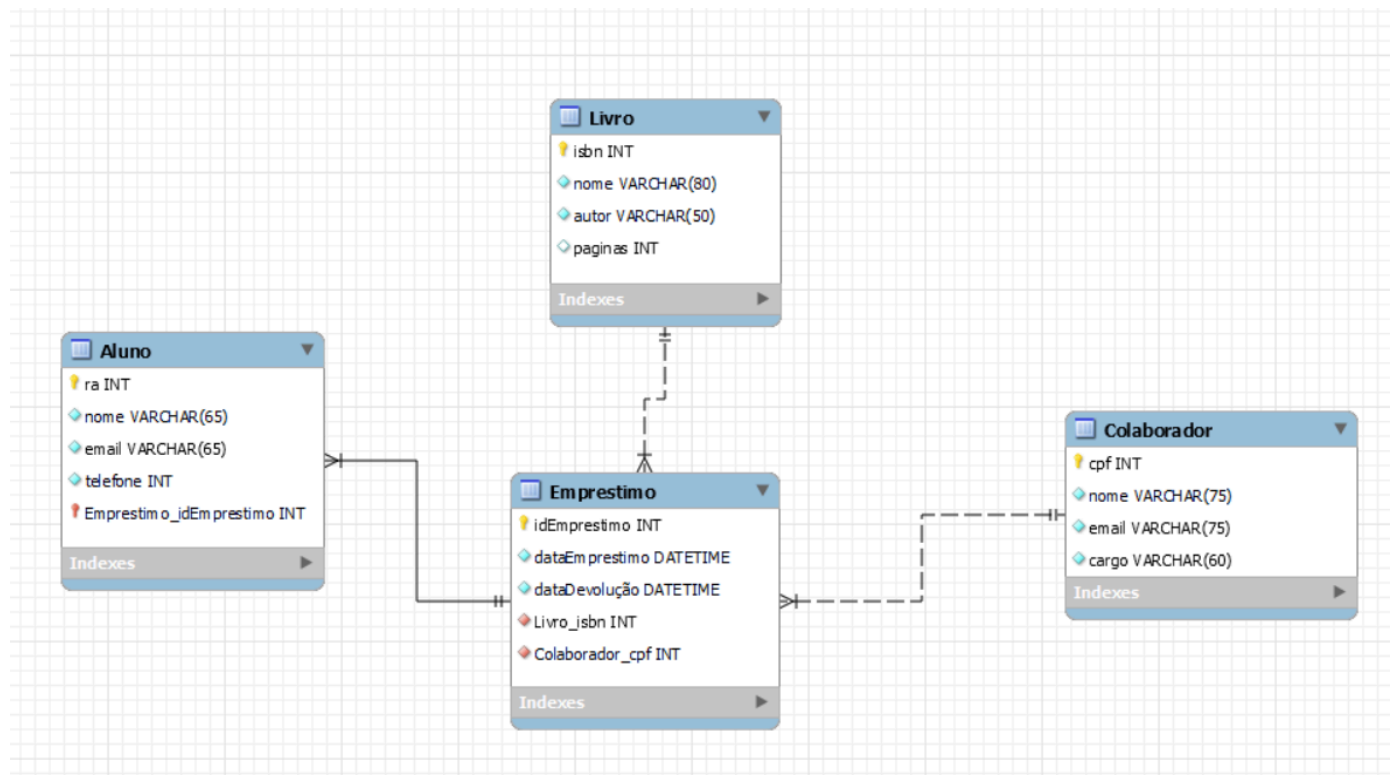 Livro
isbn INT
nome VARCHAR(80)
autor VARCHAR(50)
paginas INT
Indexes
Aluno
ra INT
nome VARCHAR(65)
email VARCHAR(65)
telefone INT
Emprestimo_idEmprestimo INT
Indexes
Emprestimo
idEmprestimo INT
dataEmprestimo DATETIME
dataDevolução DATETIME
Livro_isbn INT
Colaborador_cpf INT
Indexes
Colaborador
cpf INT
nome VARCHAR(75)
email VARCHAR(75)
cargo VARCHAR(60)
Indexes